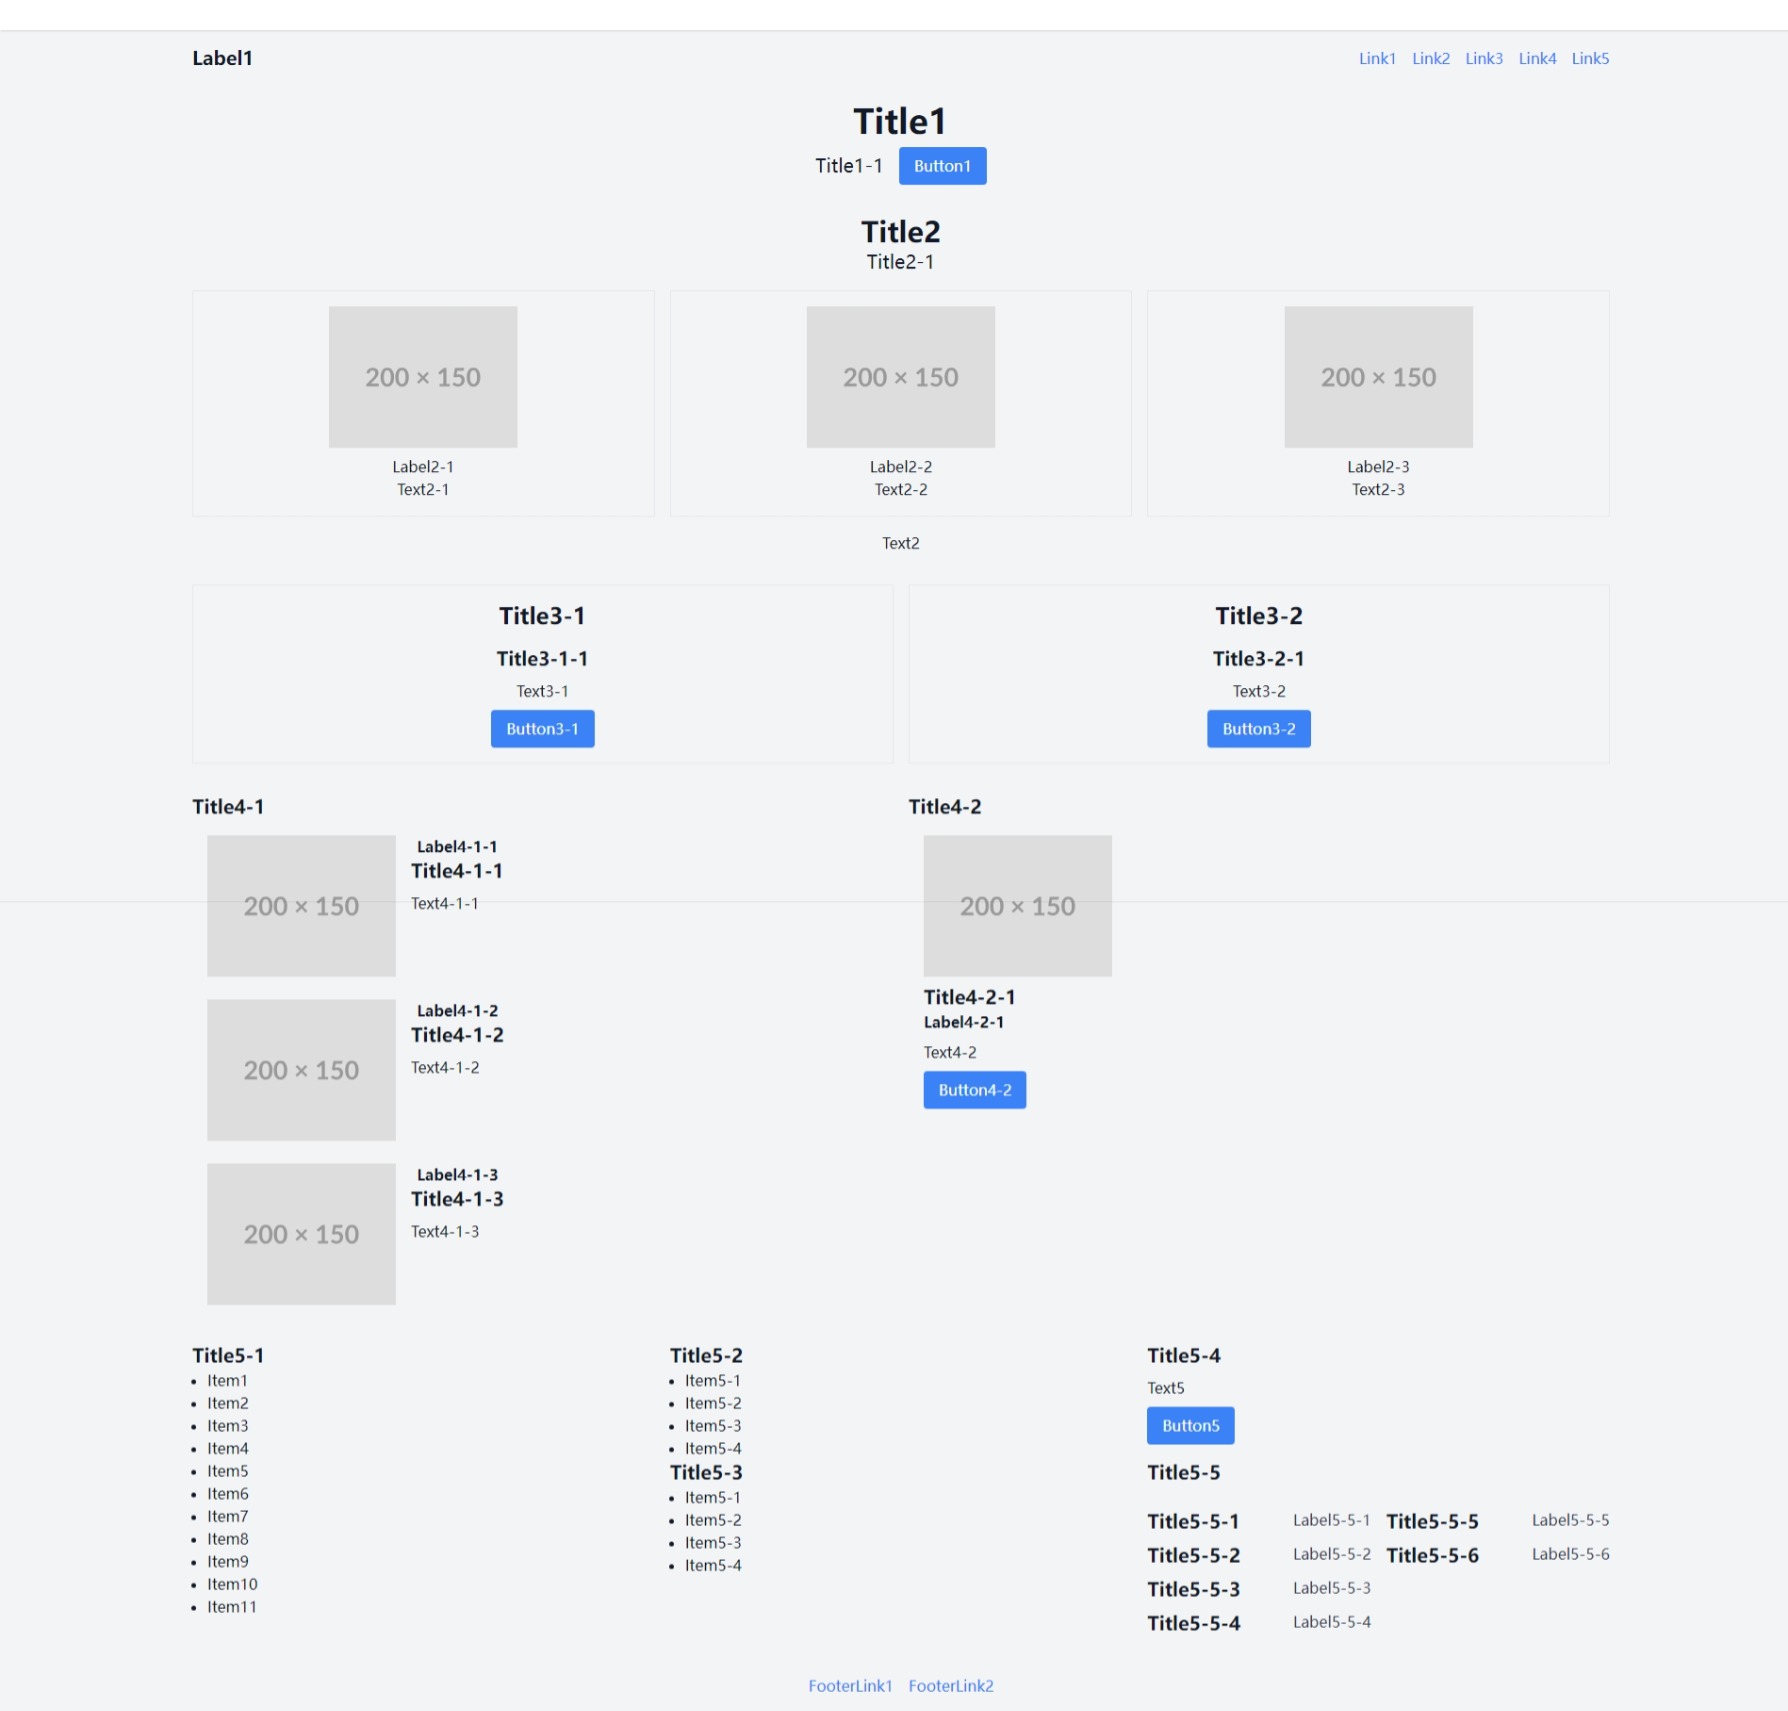 Label1
Link1 Link2 Link3 Link4 Link5
Title1
Title1-1 Button1
Title2
Title2-1
200 × 150
Label2-1
Text2-1
200 × 150
Label2-2
Text2-2
200 × 150
Label2-3
Text2-3
Text2
Title3-1
Title3-1-1
Text3-1
Button3-1
Title3-2
Title3-2-1
Text3-2
Button3-2
Title4-1
200 × 150
Label4-1-1
Title4-1-1
Text4-1-1
200 × 150
Label4-1-2
Title4-1-2
Text4-1-2
200 × 150
Label4-1-3
Title4-1-3
Text4-1-3
Title4-2
200 × 150
Title4-2-1
Label4-2-1
Text4-2
Button4-2
Title5-1
Item1
Item2
Item3
Item4
Item5
Item6
Item7
Item8
Item9
Item10
Item11
Title5-2
Item5-1
Item5-2
Item5-3
Item5-4
Title5-3
Item5-1
Item5-2
Item5-3
Item5-4
Title5-4
Text5
Button5
Title5-5
Title5-5-1 Label5-5-1 Title5-5-5 Label5-5-5
Title5-5-2 Label5-5-2 Title5-5-6 Label5-5-6
Title5-5-3 Label5-5-3
Title5-5-4 Label5-5-4
FooterLink1 FooterLink2